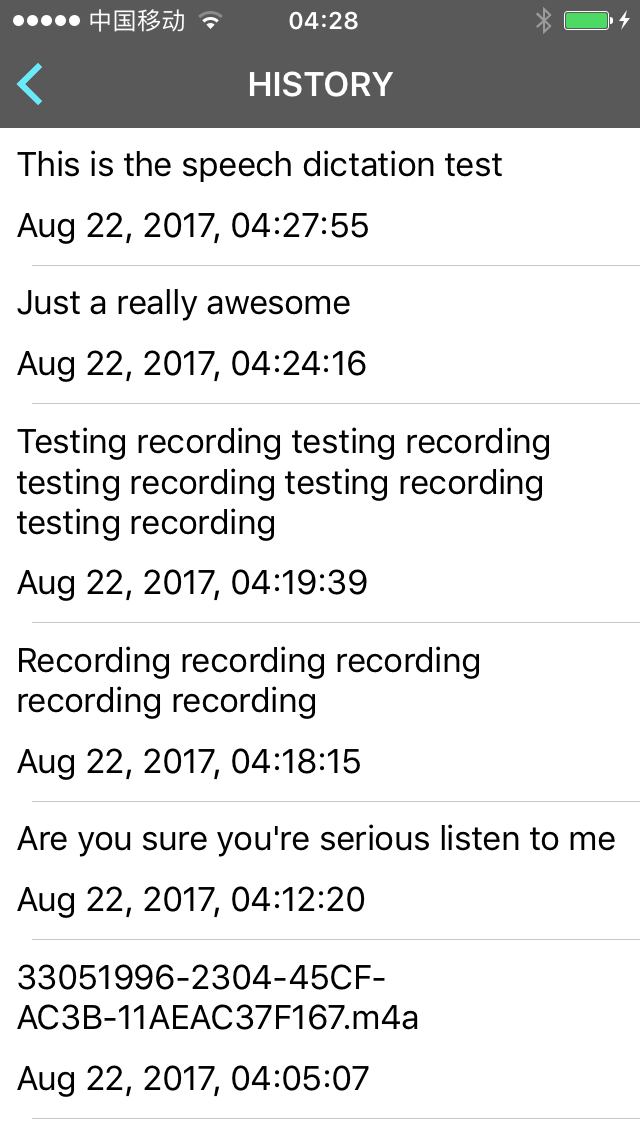 中国移动 04:28
HISTORY
This is the speech dictation test
Aug 22, 2017, 04:27:55
Just a really awesome
Aug 22, 2017, 04:24:16
Testing recording testing recording
testing recording testing recording
testing recording
Aug 22, 2017, 04:19:39
Recording recording recording
recording recording
Aug 22, 2017, 04:18:15
Are you sure you're serious listen to me
Aug 22, 2017, 04:12:20
33051996-2304-45CF-
AC3B-11AEAC37F167.m4a
Aug 22, 2017, 04:05:07